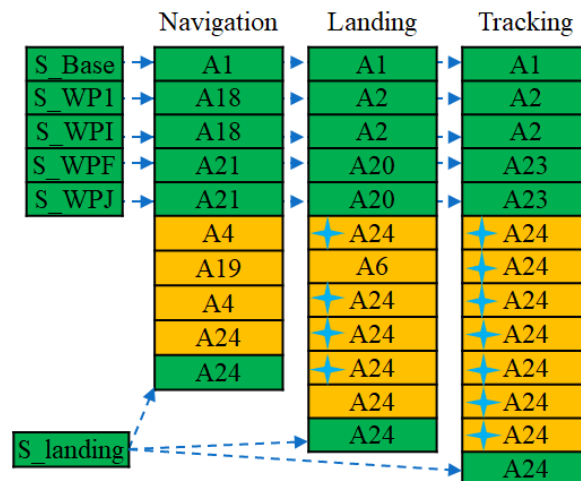 Navigation Landing Tracking
S_Base A1 A1 A1
S_WP1 A18 A2 A2
S_WPI A18 A2 A2
S_WPF A21 A20 A23
S_WPJ A21 A20 A23
A4 A24 A24
A19 A6 A24
A4 A24 A24
A24 A24 A24
A24 A24 A24
A24 A24
S_landing A24 A24
A24